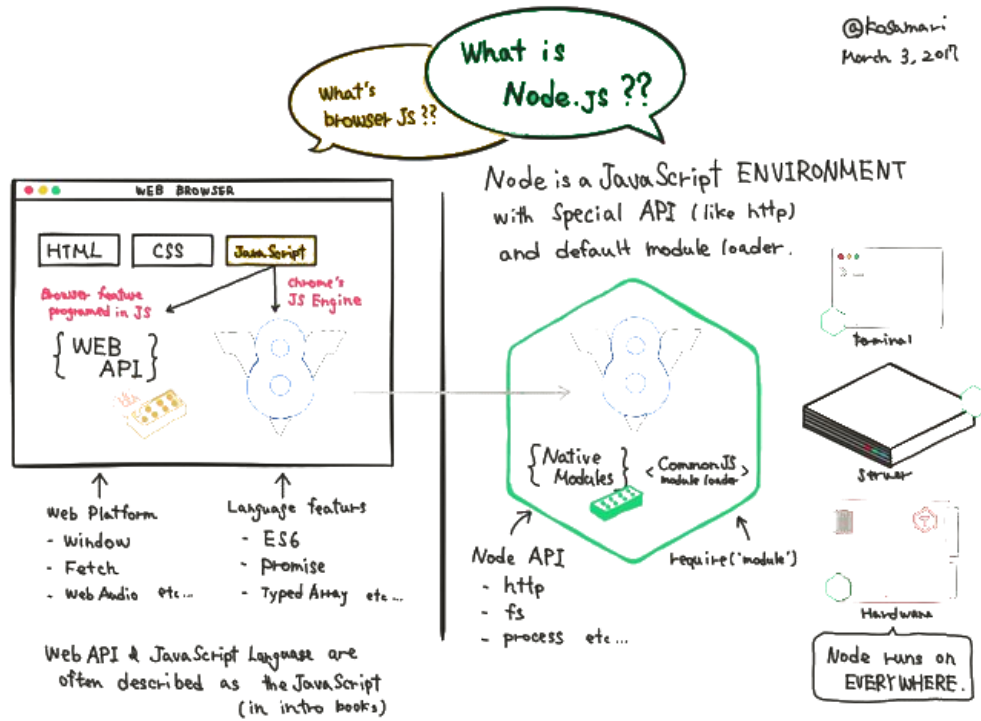 @kosamari
March 3, 2017
What is
Node.js ??
What's
browser Js ??
WEB BROWSER
HTML
CSS
JavaScript
Browser feature
programed in JS
Chrome's
JS Engine
{ WEB
API }
8
Web Platform
- Window
- Fetch
- Web Audio etc...
Language featurs
- ES6
- Promise
- Typed Array etc...
Web API & JavaScript Language are
often described as the JavaScript
(in intro books)
Node is a JavaScript ENVIRONMENT
with Special API (like http)
and default module loader.
8
{ Native
Modules }
< CommonJS
module loader >
Node API
- http
- fs
- process etc...
require('module')
terminal
Server
Hardware
Node runs on
EVERYWHERE.